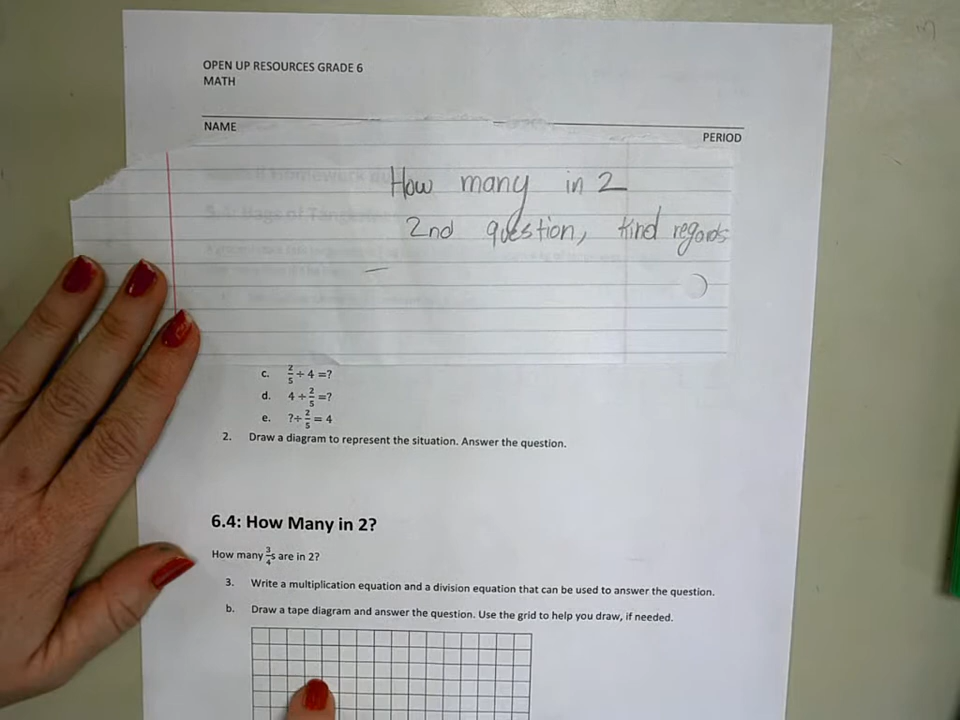 OPEN UP RESOURCES GRADE 6
MATH
NAME
PERIOD
How many in 2
2nd question, kind regards
c. 2/5 ÷ 4 =?
d. 4 ÷ 2/5 =?
e. ? ÷ 2/5 = 4
2. Draw a diagram to represent the situation. Answer the question.
6.4: How Many in 2?
How many 3/4s are in 2?
3. Write a multiplication equation and a division equation that can be used to answer the question.
b. Draw a tape diagram and answer the question. Use the grid to help you draw, if needed.